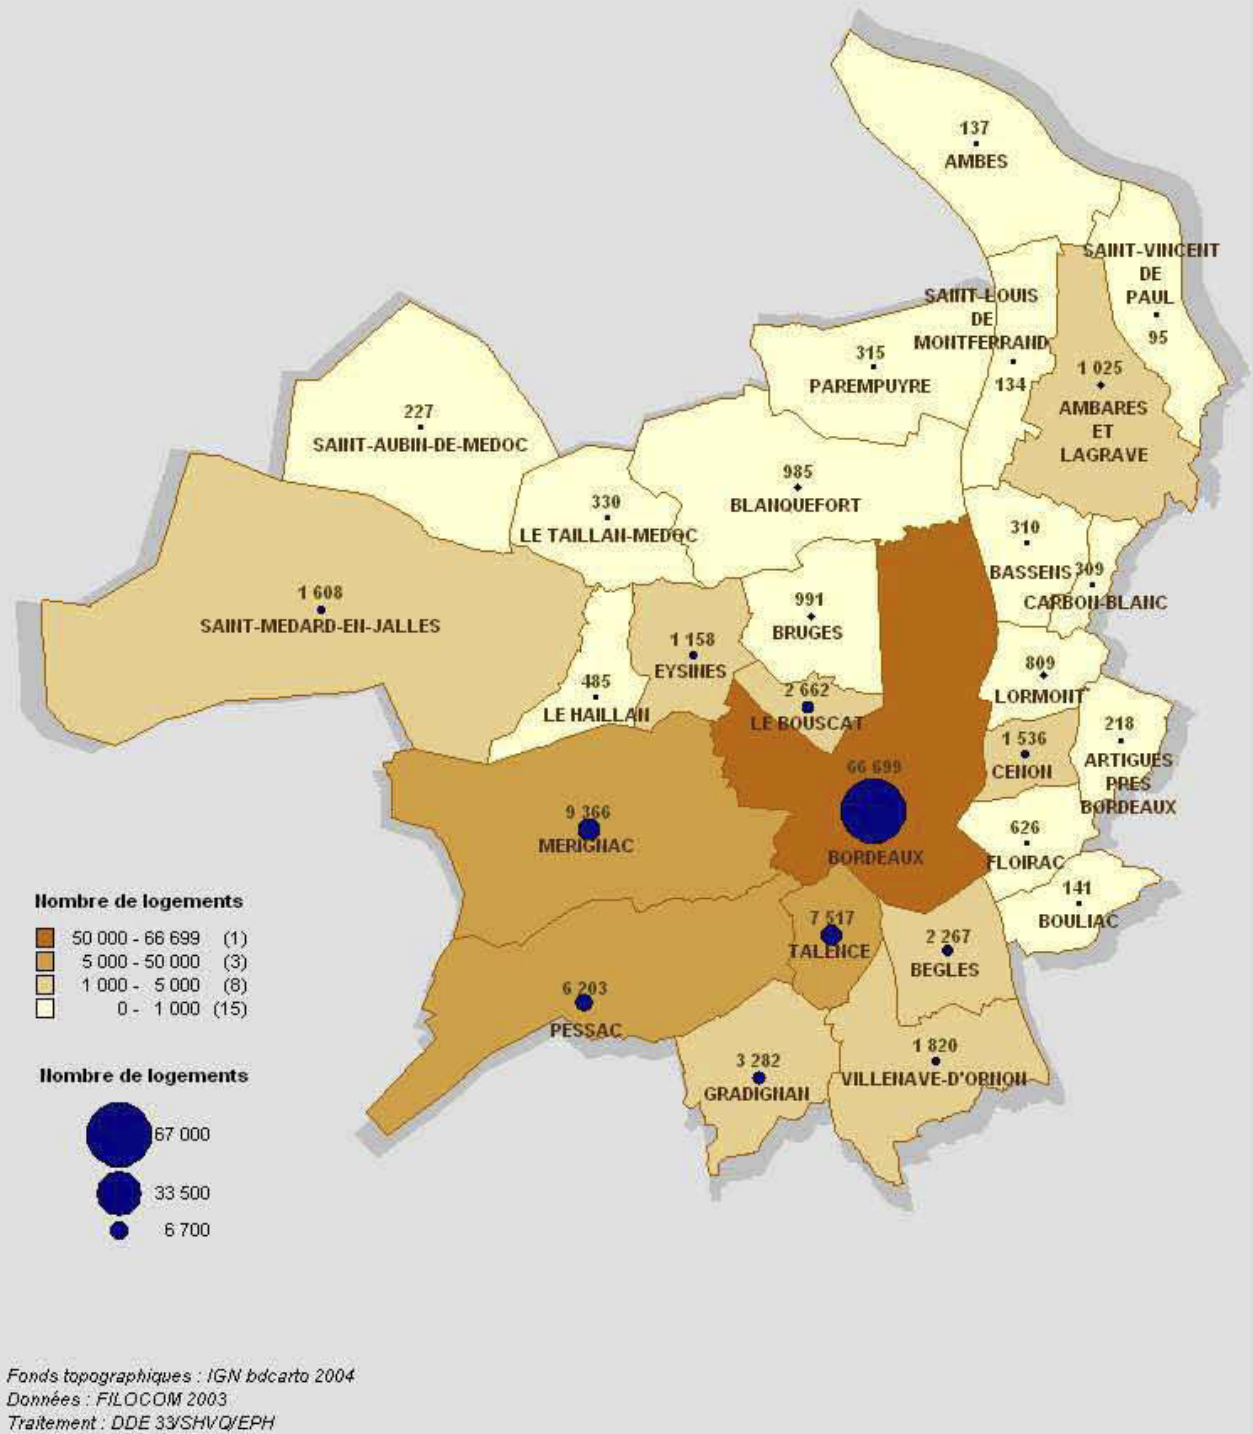 137
AMBES
SAINT-VINCENT
DE
PAUL
95
SAINT-LOUIS
DE
MONTFERRAND
134
315
PAREMPUYRE
1 025
AMBARES
ET
LAGRAVE
227
SAINT-AUBIN-DE-MEDOC
985
BLANQUEFORT
330
LE TAILLAN-MEDOC
310
BASSENS
309
CARBON-BLANC
1 608
SAINT-MEDARD-EN-JALLES
991
BRUGES
1 158
EYSINES
485
LE HAILLAN
2 662
LE BOUSCAT
809
LORMONT
218
ARTIGUES
PRES
BORDEAUX
1 536
CENON
66 699
BORDEAUX
9 366
MERIGNAC
626
FLOIRAC
141
BOULIAC
7 517
TALENCE
2 267
BEGLES
6 203
PESSAC
3 282
GRADIGNAN
1 820
VILLENAVE-D'ORNON
Nombre de logements
50 000 - 66 699 (1)
5 000 - 50 000 (3)
1 000 - 5 000 (8)
0 - 1 000 (15)
Nombre de logements
67 000
33 500
6 700
Fonds topographiques : IGN bdcarto 2004
Données : FILOCOM 2003
Traitement : DDE 33/SHVQ/EPH